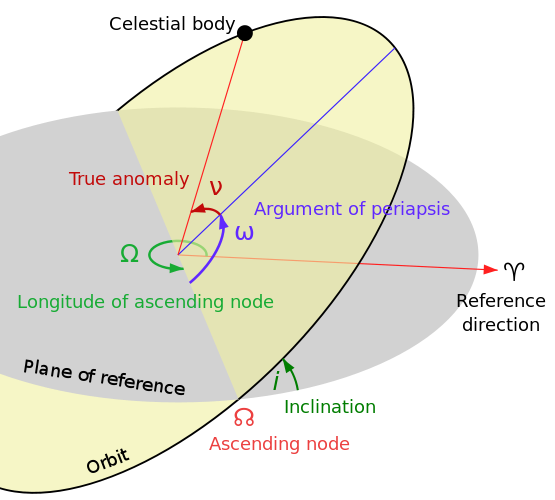 Celestial body
True anomaly
ν
Argument of periapsis
ω
Ω
♈
Longitude of ascending node
Reference
direction
Plane of reference
i
Inclination
☊
Ascending node
Orbit